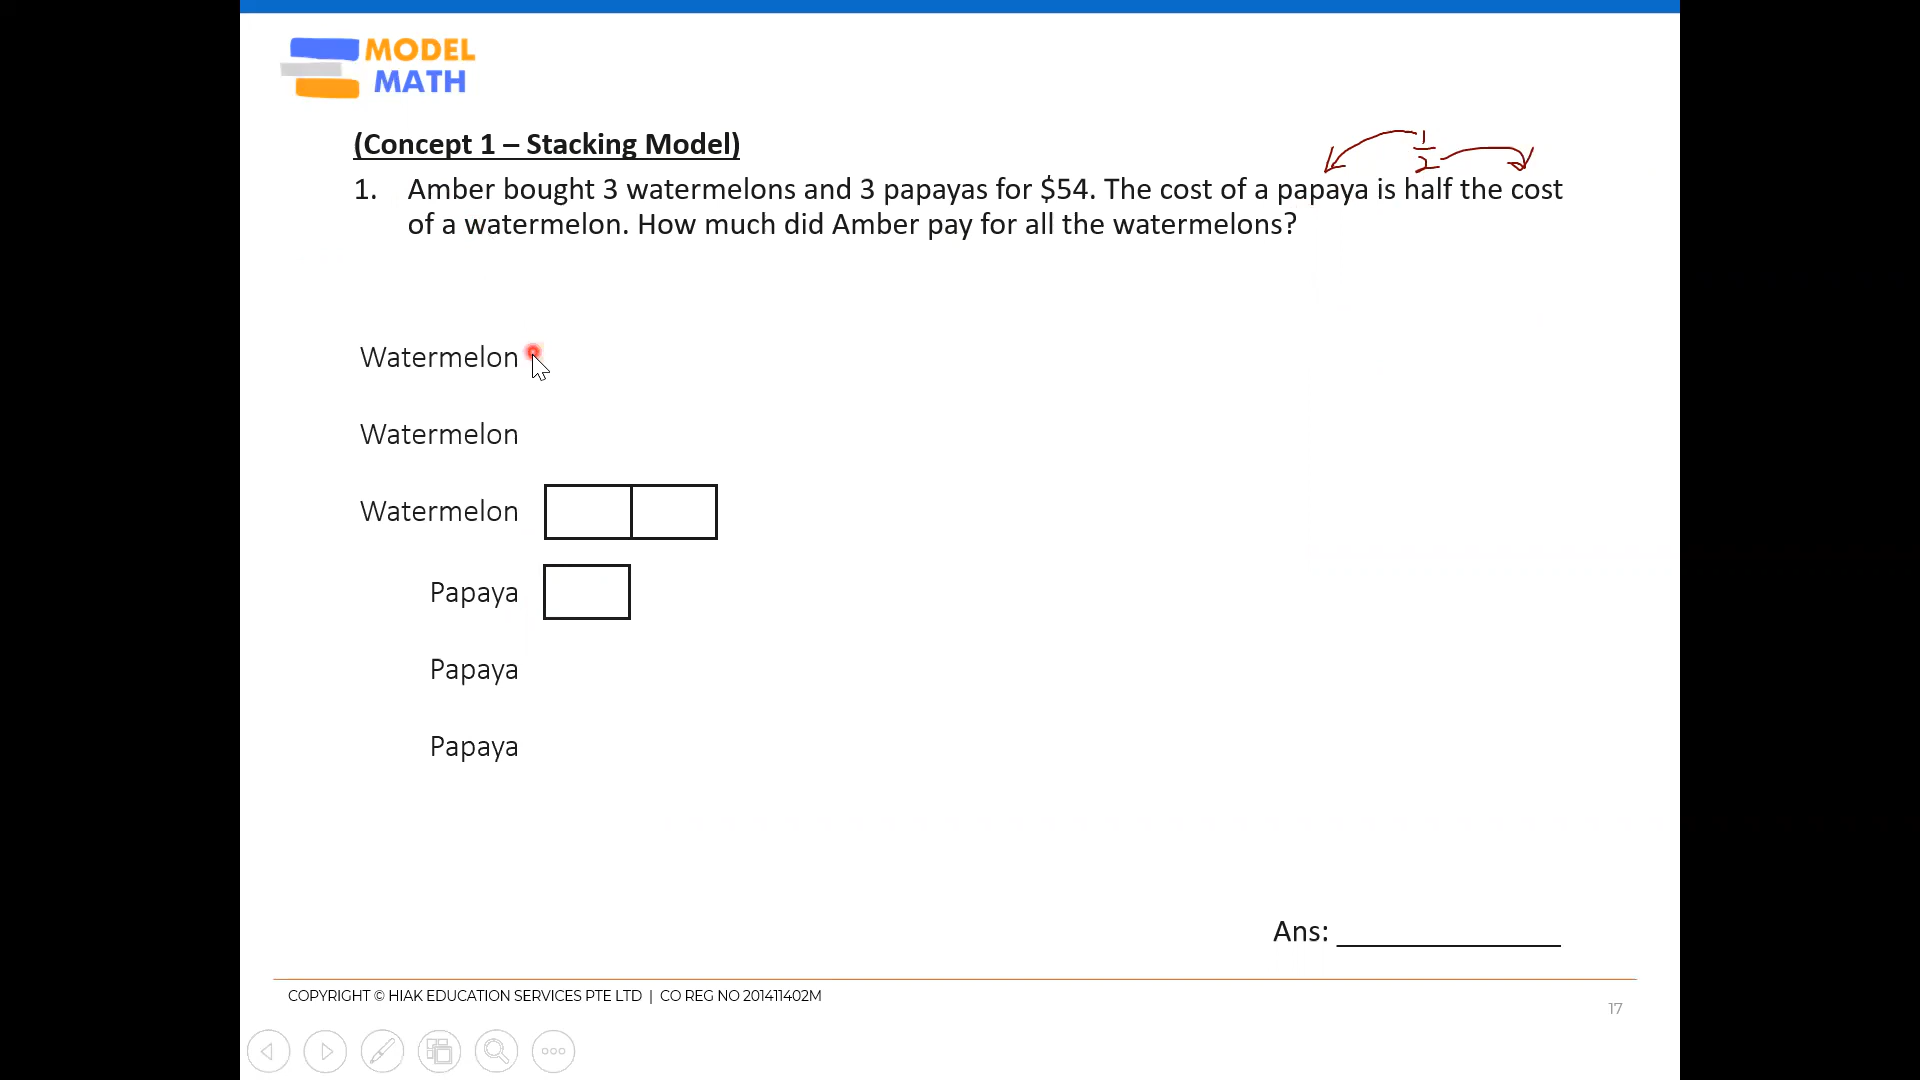 MODEL
MATH
(Concept 1 – Stacking Model)
1
2
1. Amber bought 3 watermelons and 3 papayas for $54. The cost of a papaya is half the cost
of a watermelon. How much did Amber pay for all the watermelons?
Watermelon
Watermelon
Watermelon
Papaya
Papaya
Papaya
Ans: ______________
COPYRIGHT © HIAK EDUCATION SERVICES PTE LTD | CO REG NO 201411402M
17